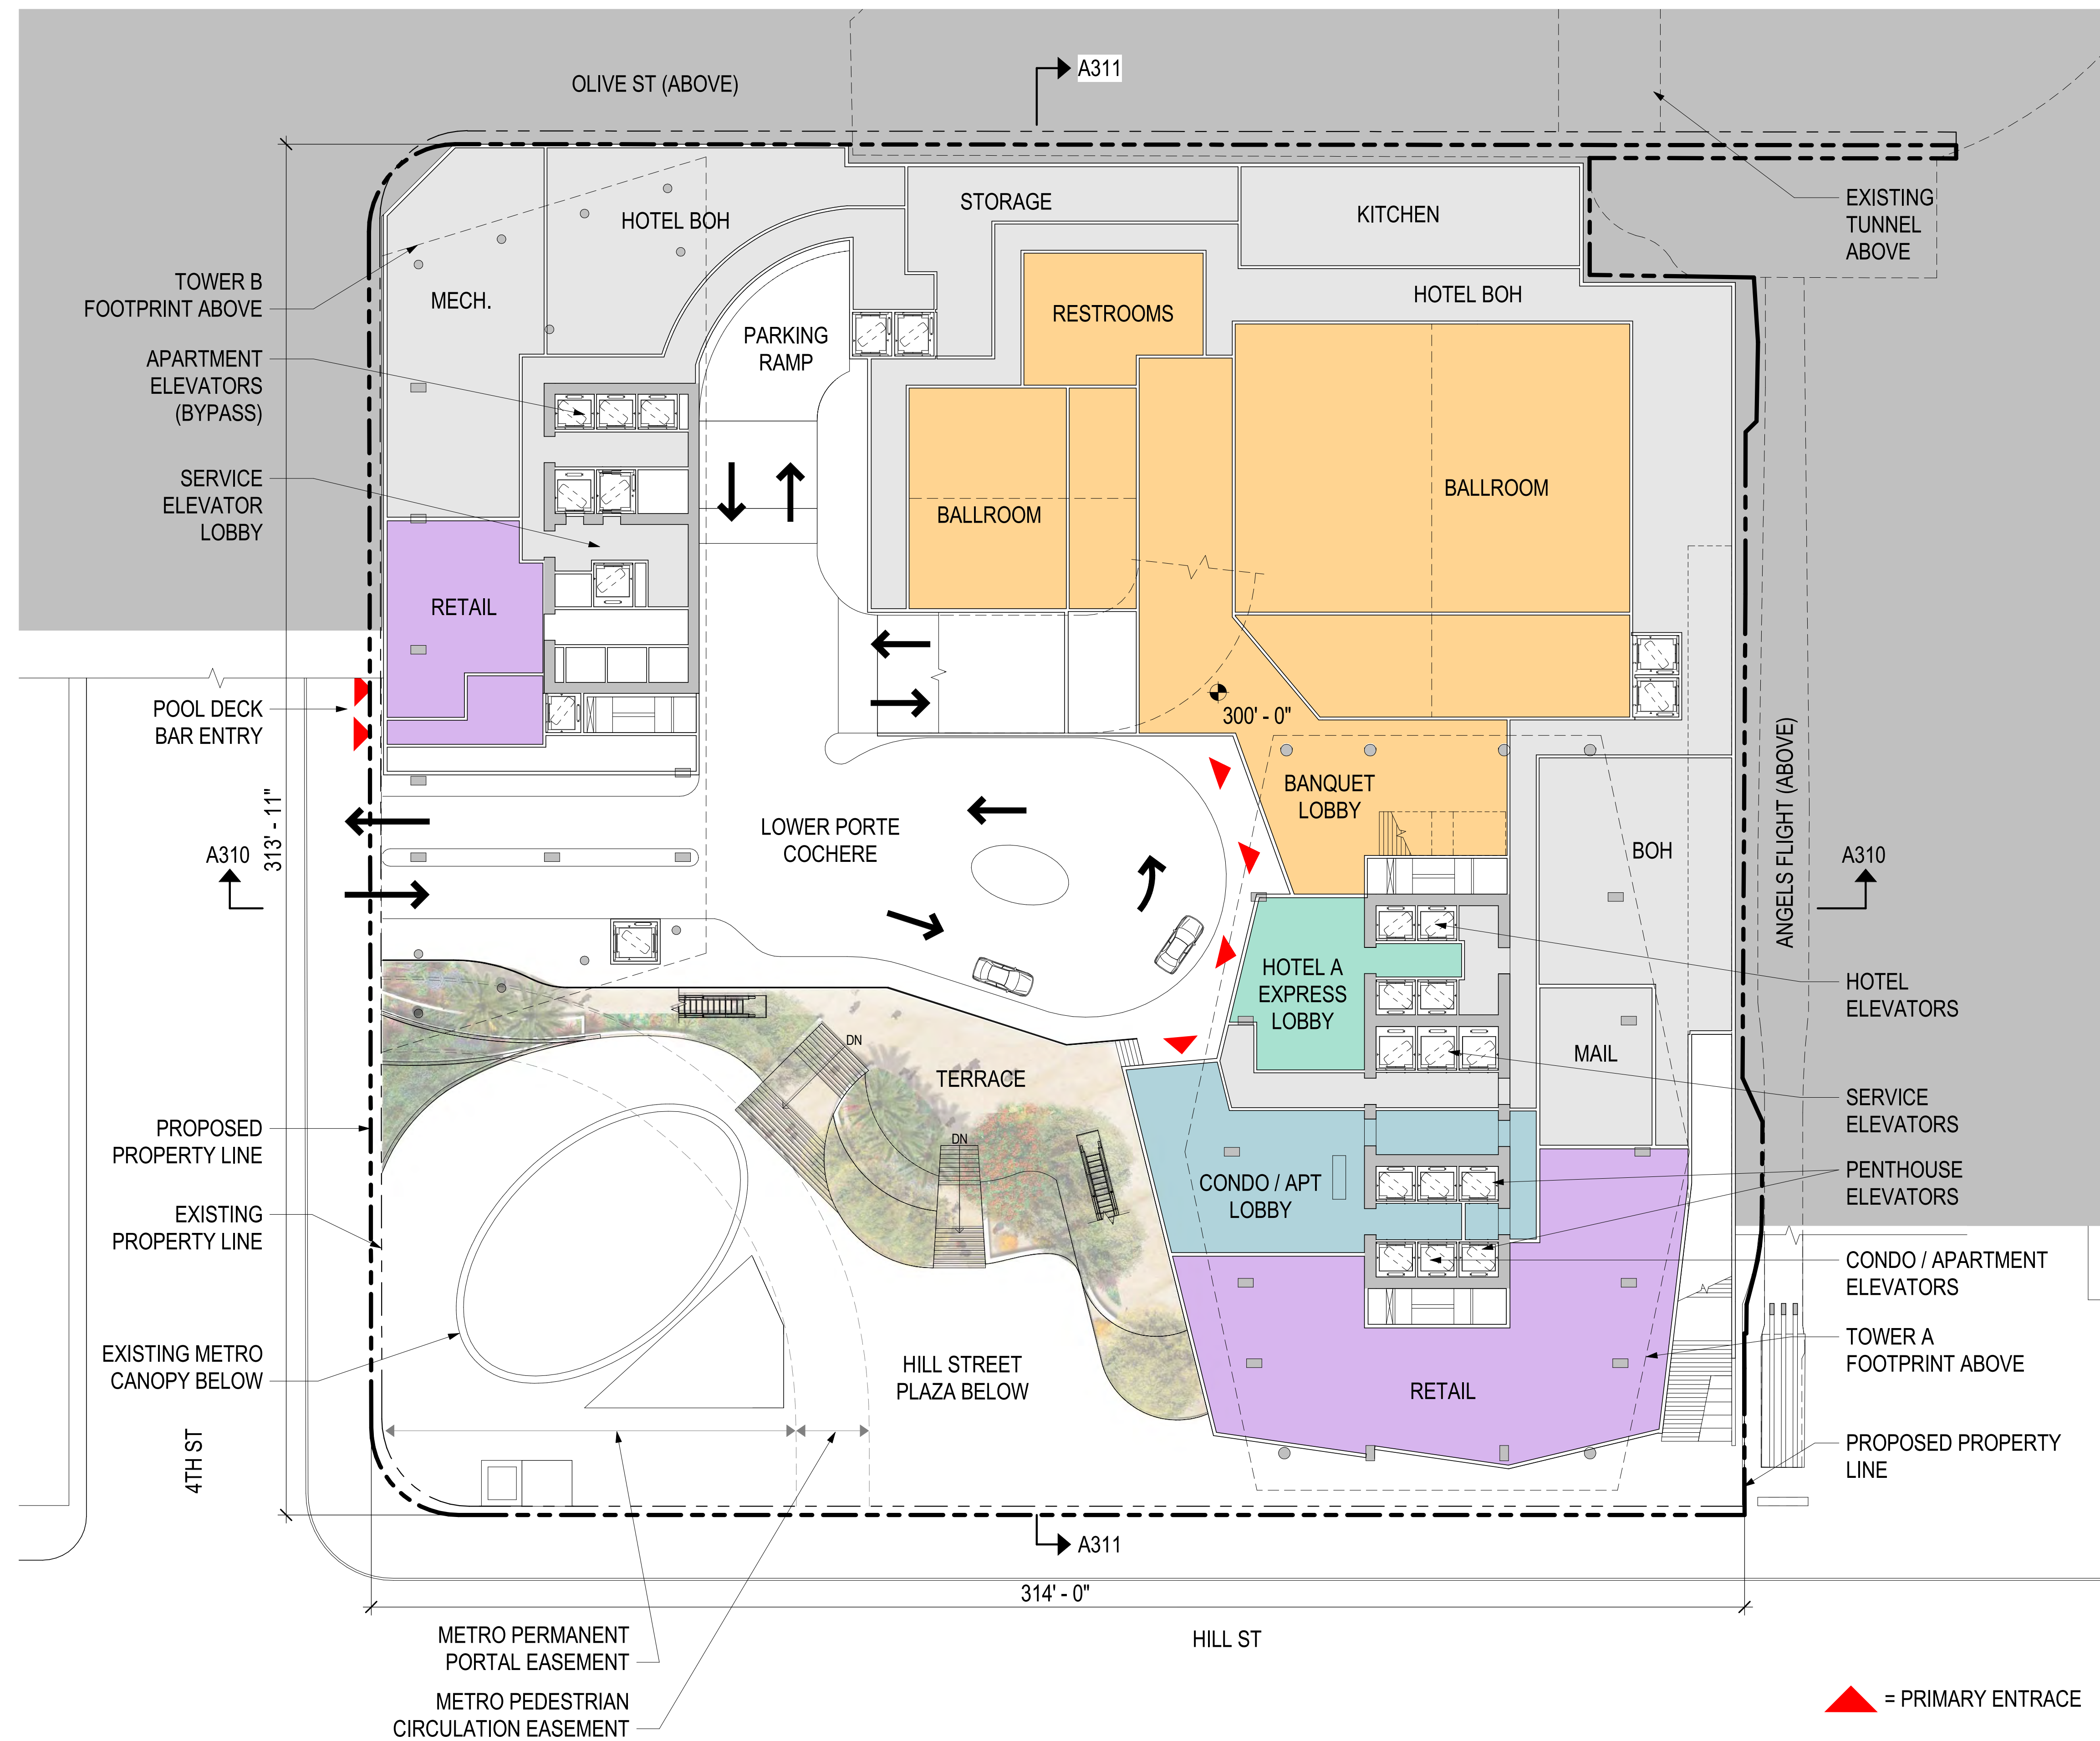 OLIVE ST (ABOVE)
A311
STORAGE
KITCHEN
HOTEL BOH
EXISTING
TUNNEL
ABOVE
TOWER B
FOOTPRINT ABOVE
MECH.
RESTROOMS
HOTEL BOH
PARKING
RAMP
APARTMENT
ELEVATORS
(BYPASS)
SERVICE
ELEVATOR
LOBBY
BALLROOM
BALLROOM
RETAIL
POOL DECK
BAR ENTRY
300' - 0"
BANQUET
LOBBY
313' - 11"
LOWER PORTE
COCHERE
A310
BOH
ANGELS FLIGHT (ABOVE)
A310
HOTEL A
EXPRESS
LOBBY
HOTEL
ELEVATORS
DN
TERRACE
MAIL
SERVICE
ELEVATORS
PROPOSED
PROPERTY LINE
DN
CONDO / APT
LOBBY
PENTHOUSE
ELEVATORS
EXISTING
PROPERTY LINE
CONDO / APARTMENT
ELEVATORS
EXISTING METRO
CANOPY BELOW
HILL STREET
PLAZA BELOW
RETAIL
TOWER A
FOOTPRINT ABOVE
4TH ST
PROPOSED PROPERTY
LINE
A311
314' - 0"
METRO PERMANENT
PORTAL EASEMENT
HILL ST
METRO PEDESTRIAN
CIRCULATION EASEMENT
= PRIMARY ENTRACE